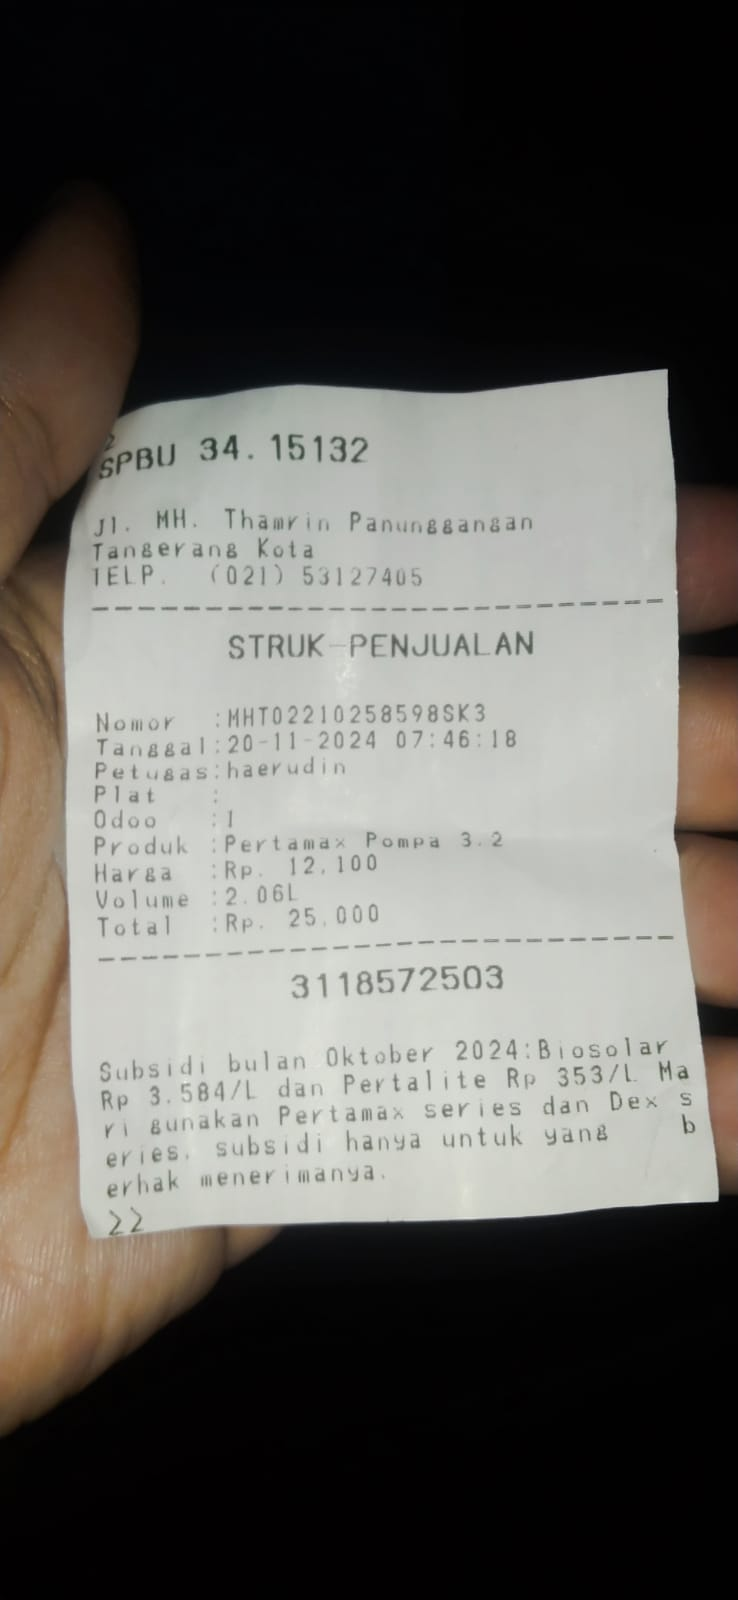 2
SPBU 34.15132
Jl. MH. Thamrin Panunggangan
Tangerang Kota
TELP. (021) 53127405
STRUK-PENJUALAN
Nomor :MHT02210258598SK3
Tanggal:20-11-2024 07:46:18
Petugas:haerudin
Plat :
Odoo :1
Produk :Pertamax Pompa 3.2
Harga :Rp. 12,100
Volume :2.06L
Total :Rp. 25,000
3118572503
Subsidi bulan Oktober 2024:Biosolar
Rp 3.584/L dan Pertalite Rp 353/L Ma
ri gunakan Pertamax series dan Dex s
eries. subsidi hanya untuk yang b
erhak menerimanya.
22